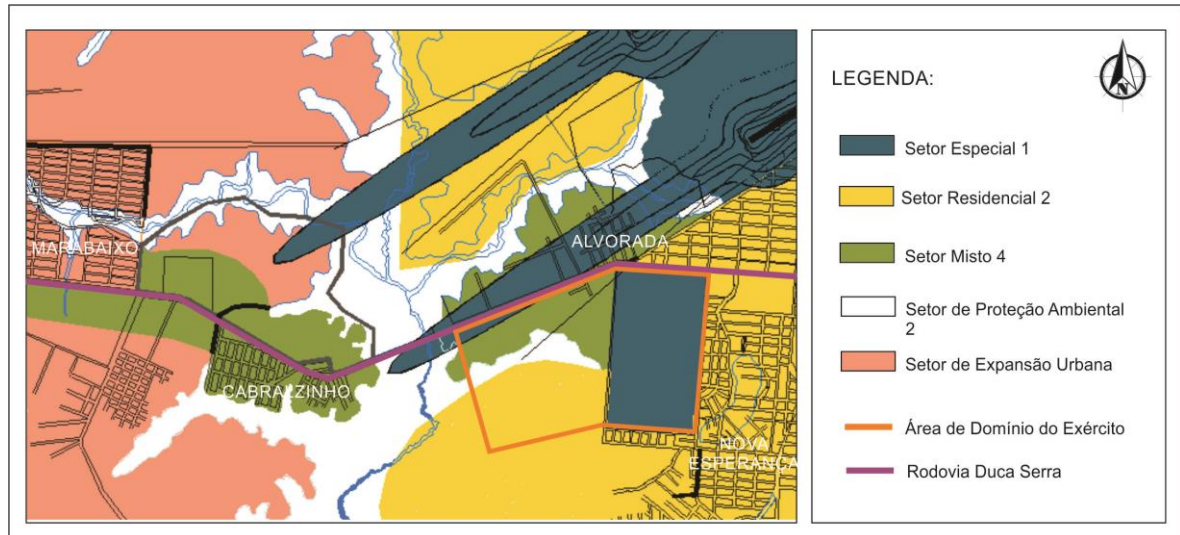 MARABAIXO
ALVORADA
CABRALZINHO
NOVA
ESPERANÇA
LEGENDA:
N
Setor Especial 1
Setor Residencial 2
Setor Misto 4
Setor de Proteção Ambiental
2
Setor de Expansão Urbana
Área de Domínio do Exército
Rodovia Duca Serra